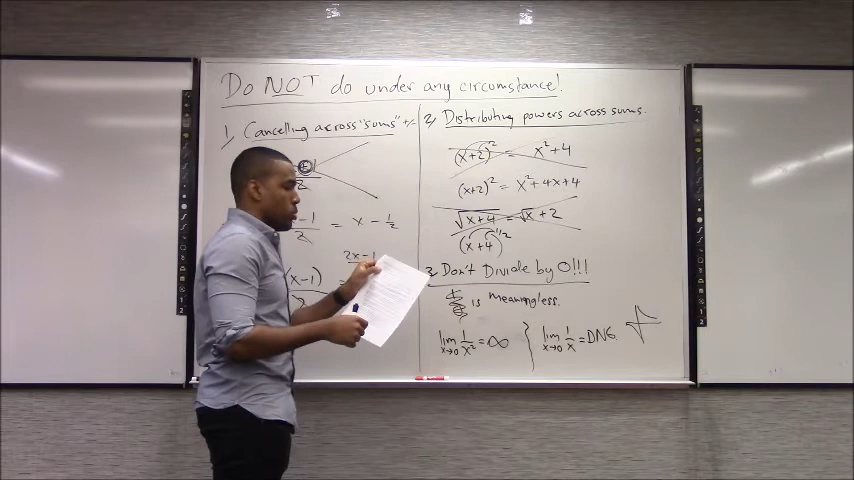 Do NOT do under any circumstance!
1, Cancelling across "sums" +/-
2
-1
2
= x - 1/2
2x-1
(x-1)
2
=
2, Distributing powers across sums.
(x+2)² = x²+4
(x+2)² = x²+4x+4
√x+4 = √x + 2
(x+4)^1/2
3. Don't Divide by 0!!!
is meaningless.
lim x→0 1/x² = ∞
lim x→0 1/x = DNE.